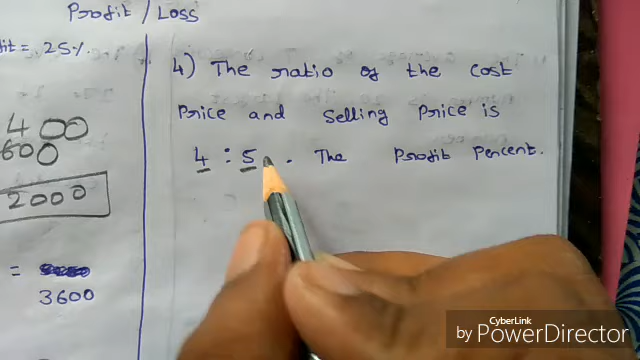 Profit / Loss
fit = 25%
400
600
2000
=
3600
4) The ratio of the cost
Price and selling Price is
4 : 5. The Profit Percent.
CyberLink
by PowerDirector